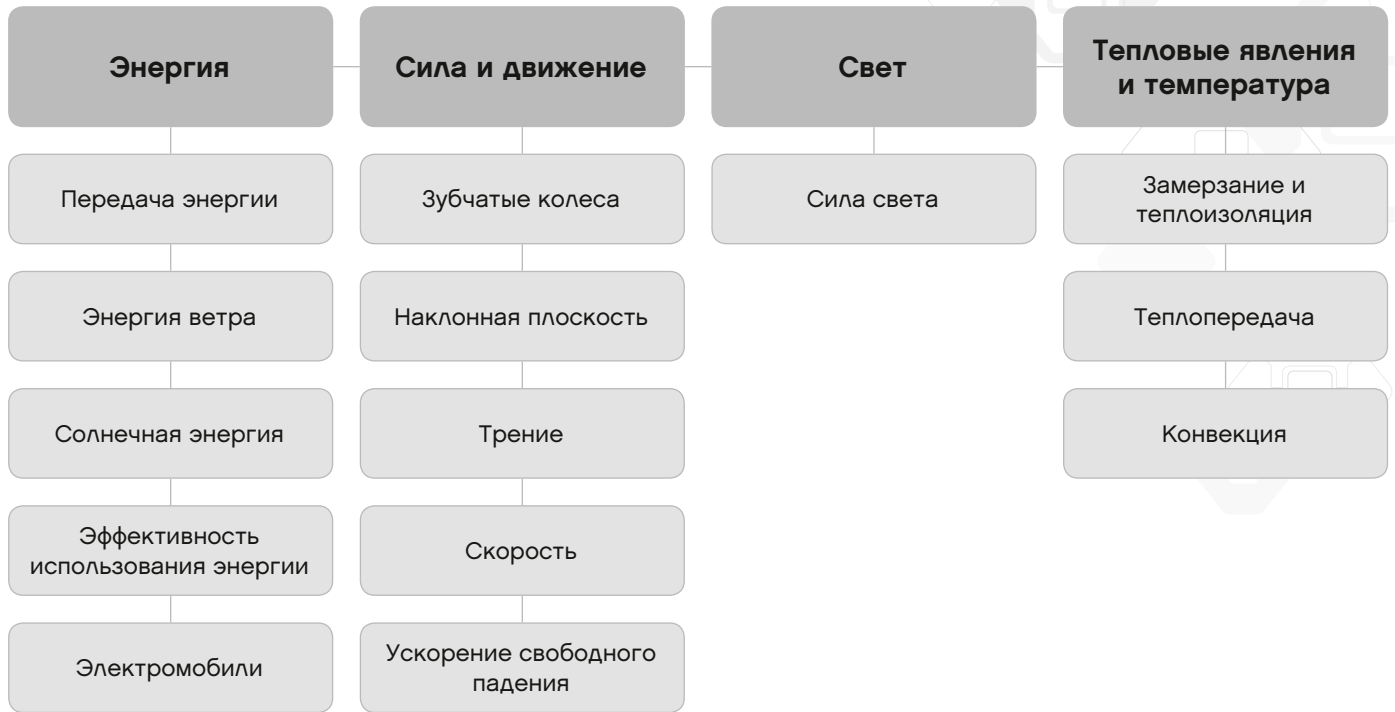 Энергия
Передача энергии
Энергия ветра
Солнечная энергия
Эффективность
использования энергии
Электромобили
Сила и движение
Зубчатые колеса
Наклонная плоскость
Трение
Скорость
Ускорение свободного
падения
Свет
Сила света
Тепловые явления
и температура
Замерзание и
теплоизоляция
Теплопередача
Конвекция